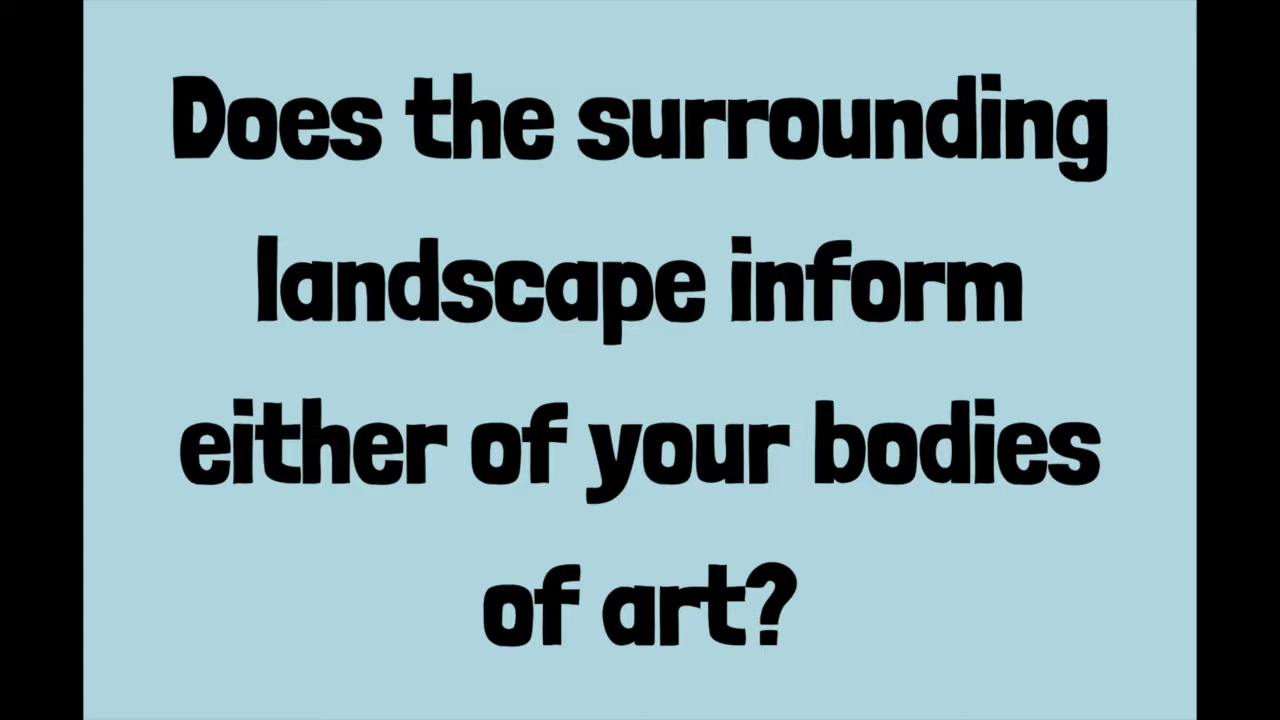 Does the surrounding
landscape inform
either of your bodies
of art?